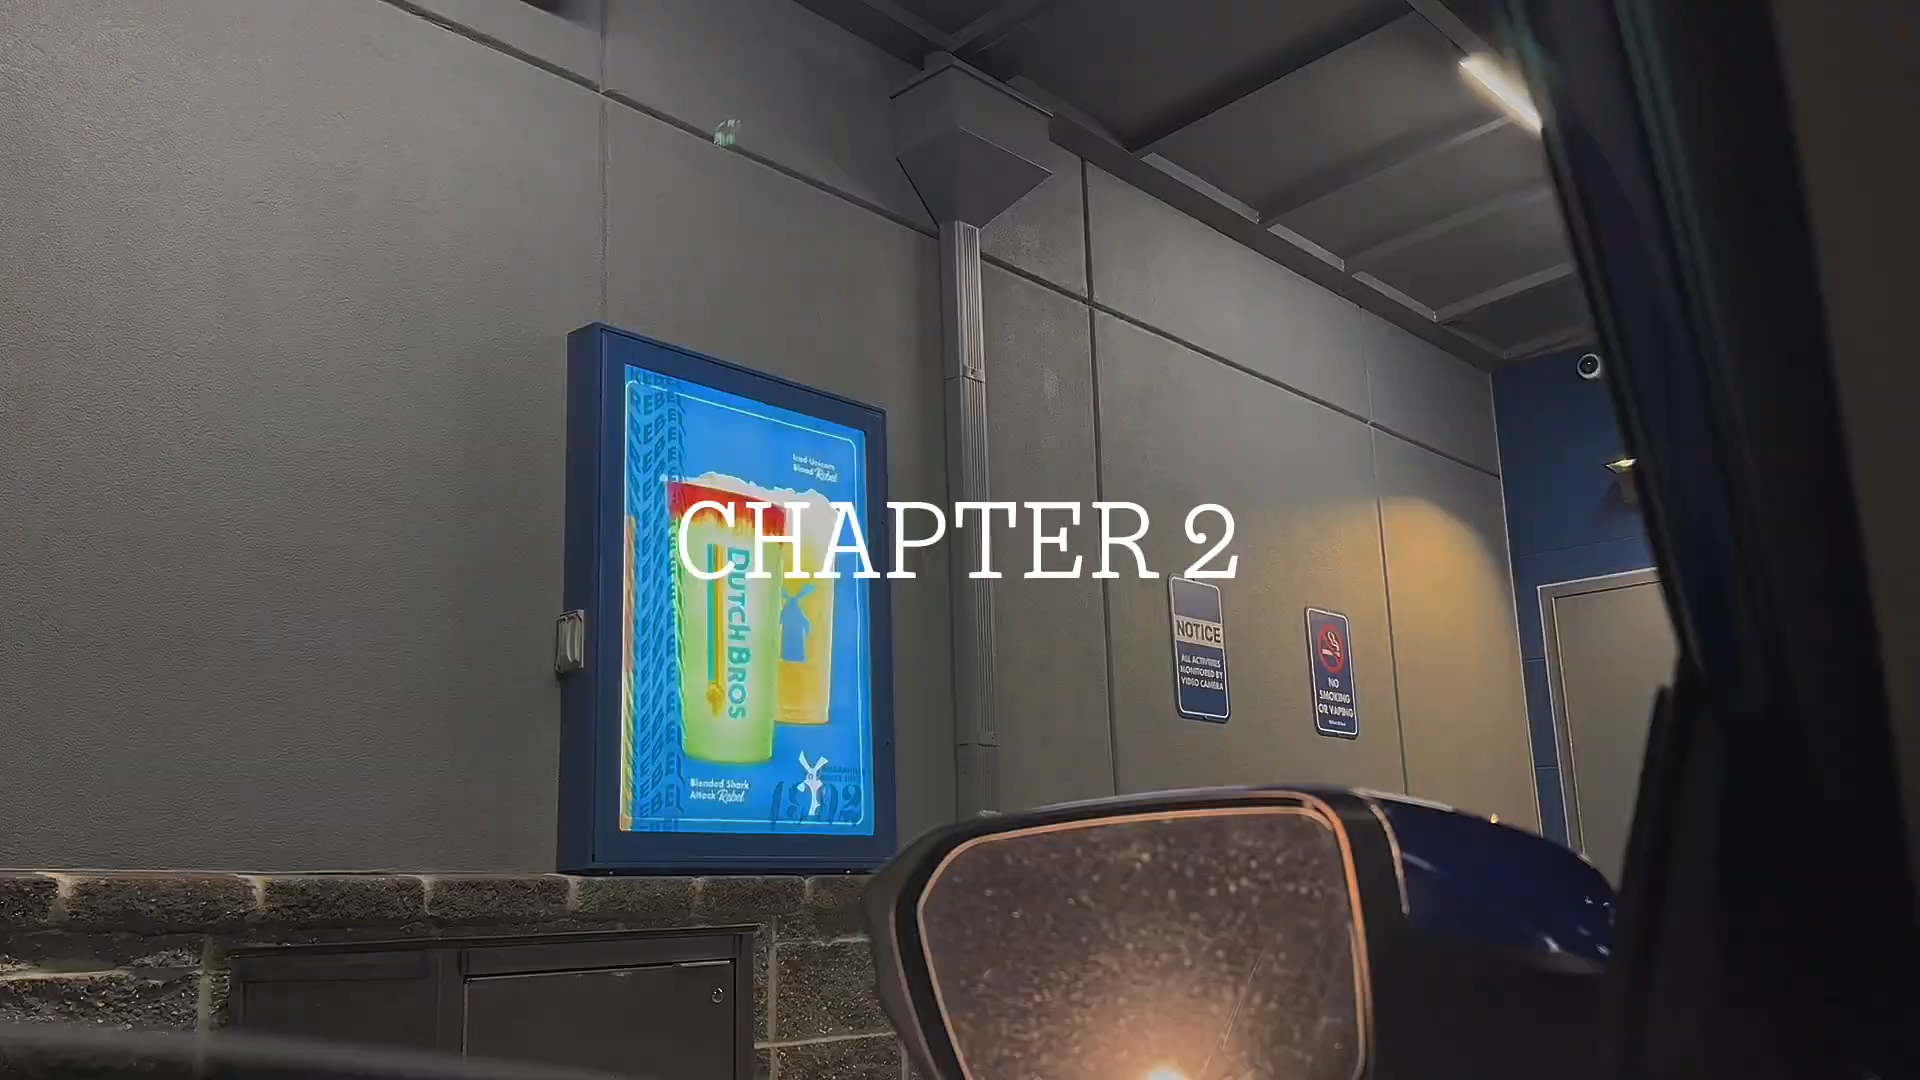 CHAPTER 2
REBEL
Iced Unicorn
Blood Rebel
DUTCH BROS
Blended Shark
Attack Rebel
1992
NOTICE
ALL ACTIVITIES
MONITORED BY
VIDEO CAMERA
NO
SMOKING
OR VAPING